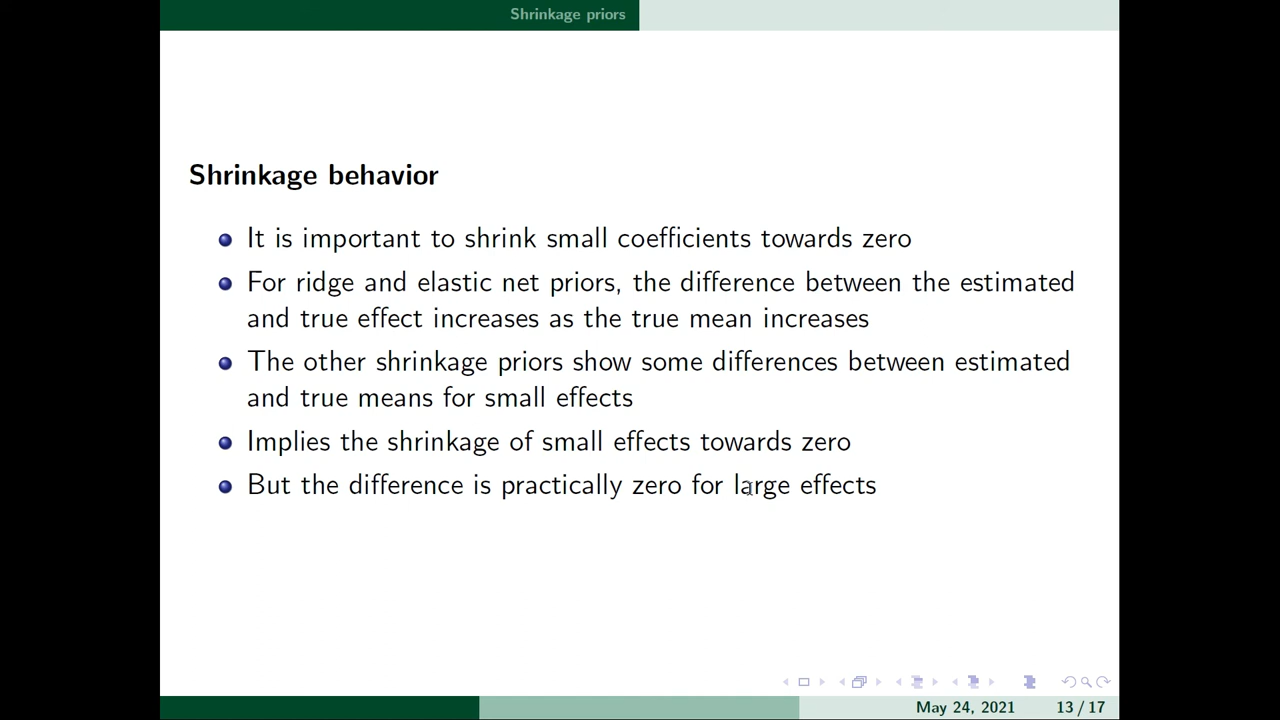 Shrinkage priors
Shrinkage behavior
It is important to shrink small coefficients towards zero
For ridge and elastic net priors, the difference between the estimated
and true effect increases as the true mean increases
The other shrinkage priors show some differences between estimated
and true means for small effects
Implies the shrinkage of small effects towards zero
But the difference is practically zero for large effects
May 24, 2021 13 / 17